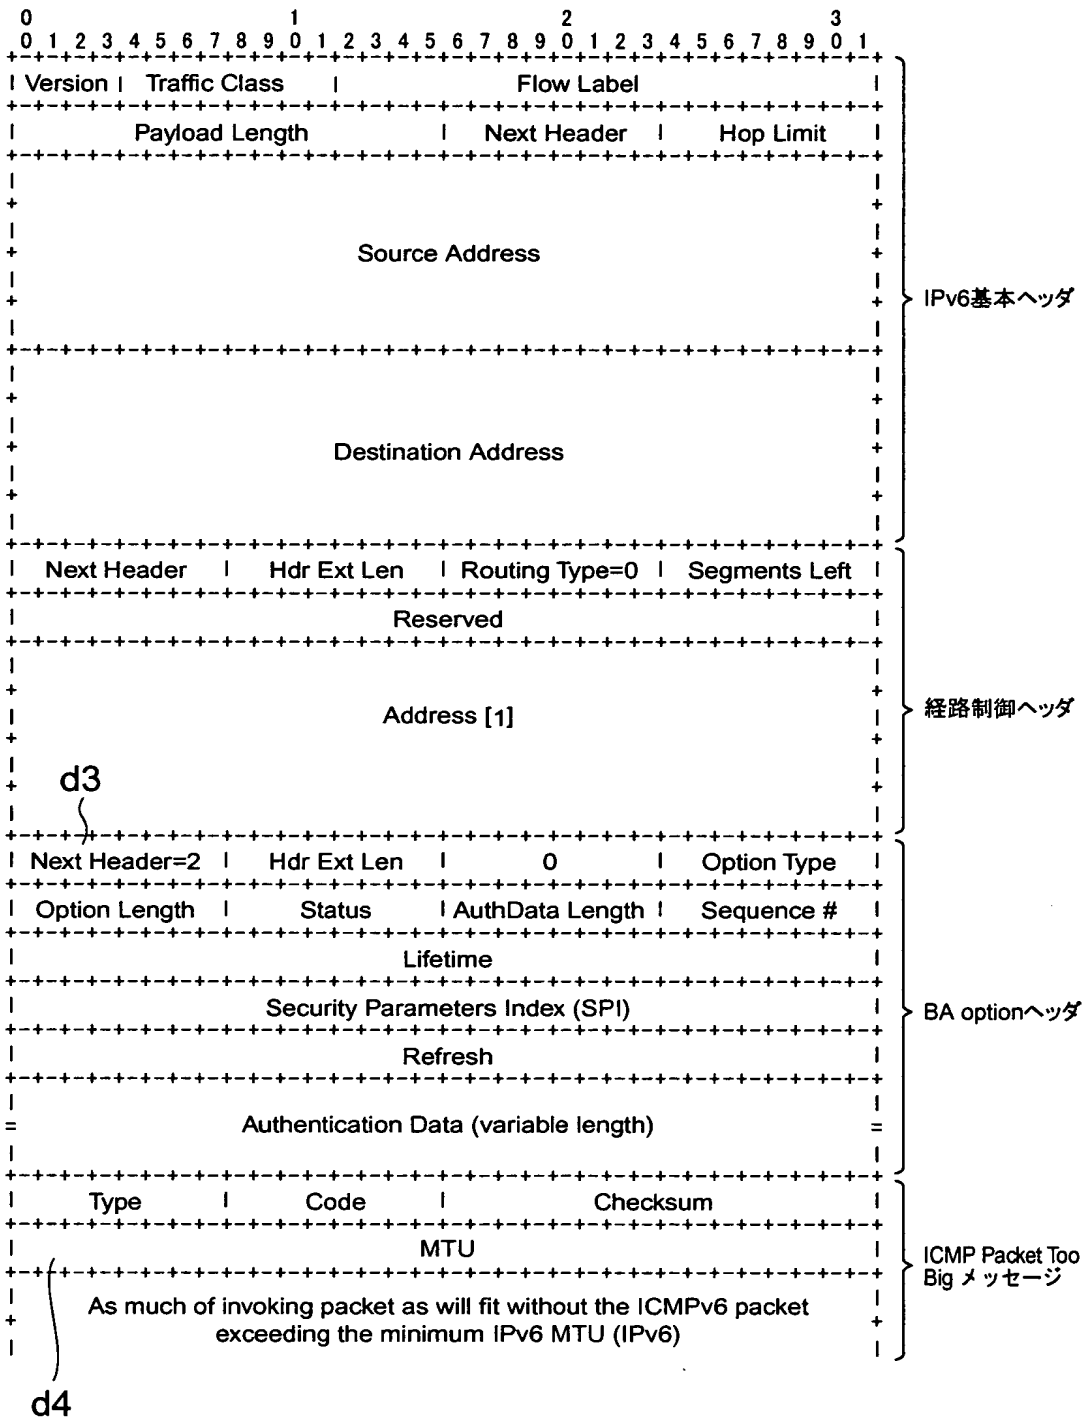 0 1 2 3
0 1 2 3 4 5 6 7 8 9 0 1 2 3 4 5 6 7 8 9 0 1 2 3 4 5 6 7 8 9 0 1
Version Traffic Class Flow Label
Payload Length Next Header Hop Limit
Source Address
IPv6基本ヘッダ
Destination Address
Next Header Hdr Ext Len Routing Type=0 Segments Left
Reserved
Address [1]
経路制御ヘッダ
d3
Next Header=2 Hdr Ext Len 0 Option Type
Option Length Status AuthData Length Sequence #
Lifetime
Security Parameters Index (SPI)
BA optionヘッダ
Refresh
Authentication Data (variable length)
Type Code Checksum
MTU
ICMP Packet Too
Big メッセージ
As much of invoking packet as will fit without the ICMPv6 packet
exceeding the minimum IPv6 MTU (IPv6)
d4